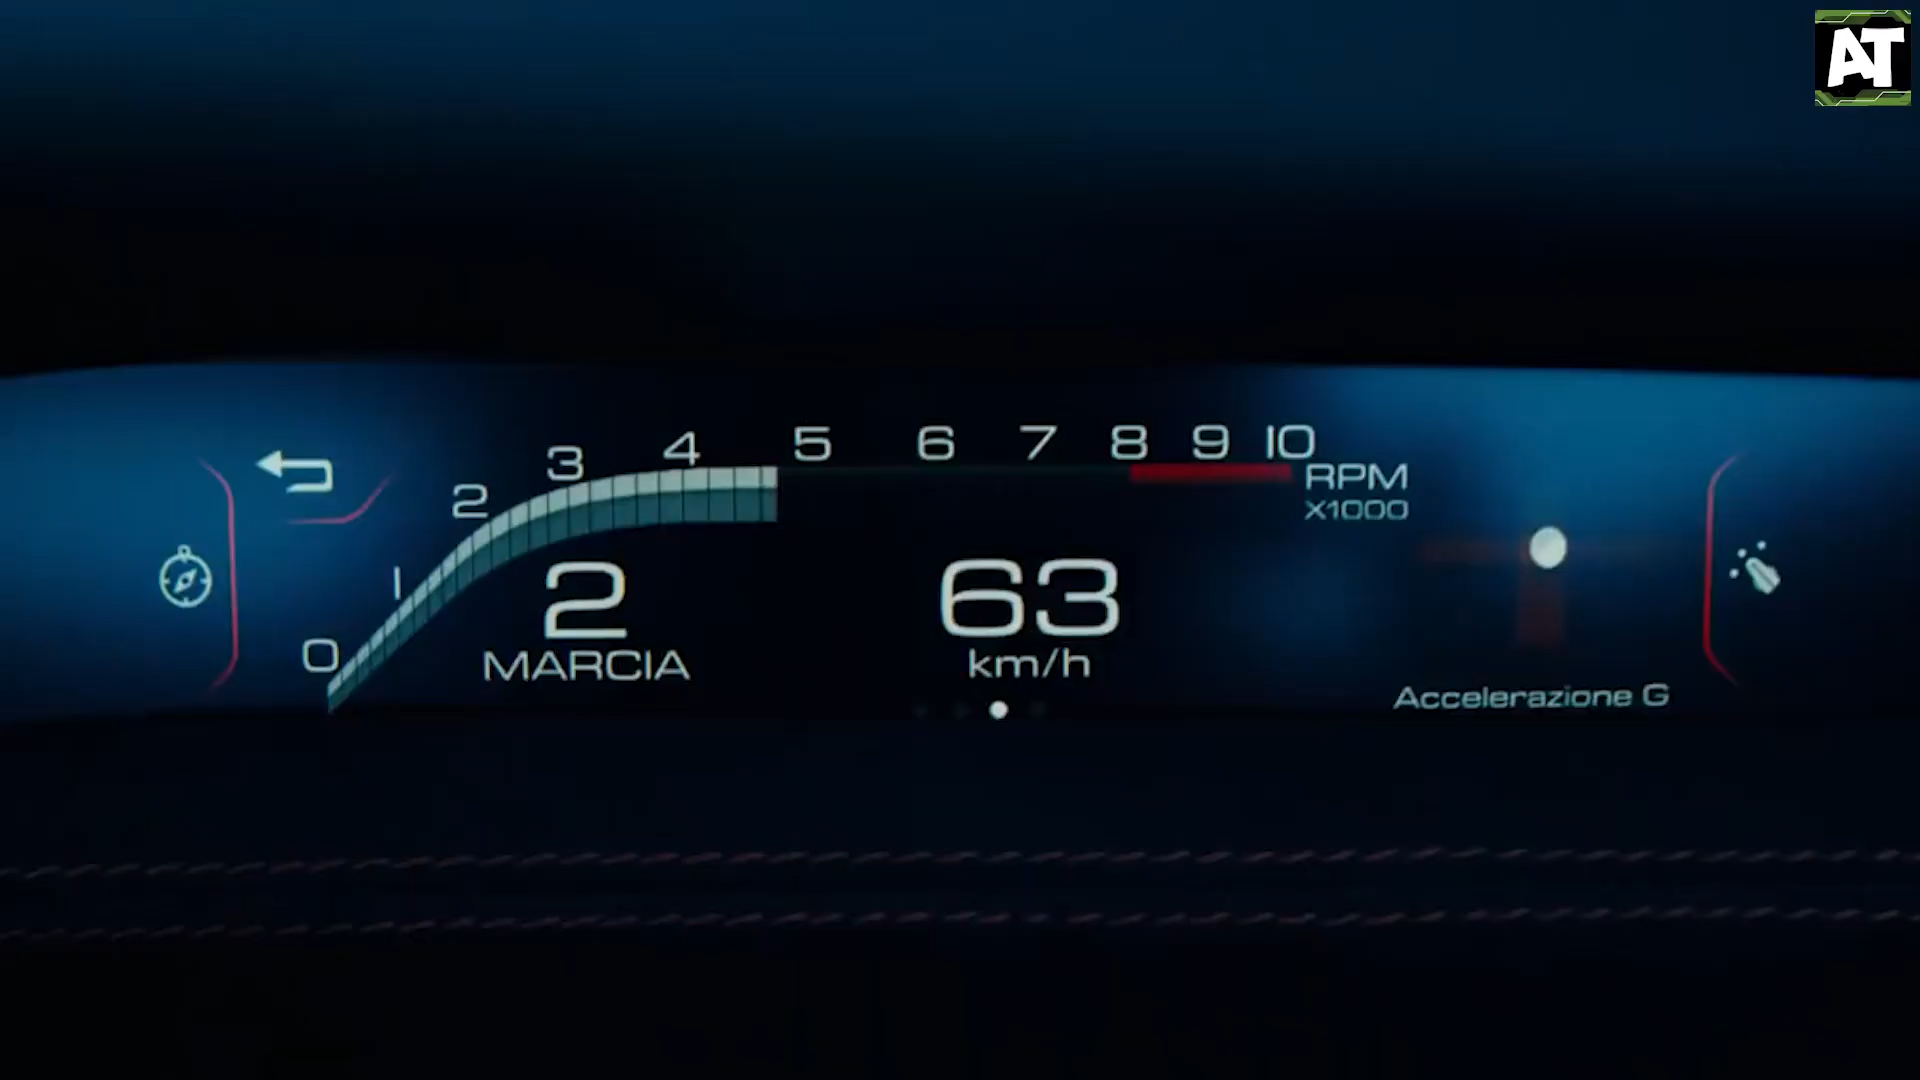 AT
0 1 2 3 4 5 6 7 8 9 10
RPM
X1000
2
MARCIA
63
km/h
Accelerazione G